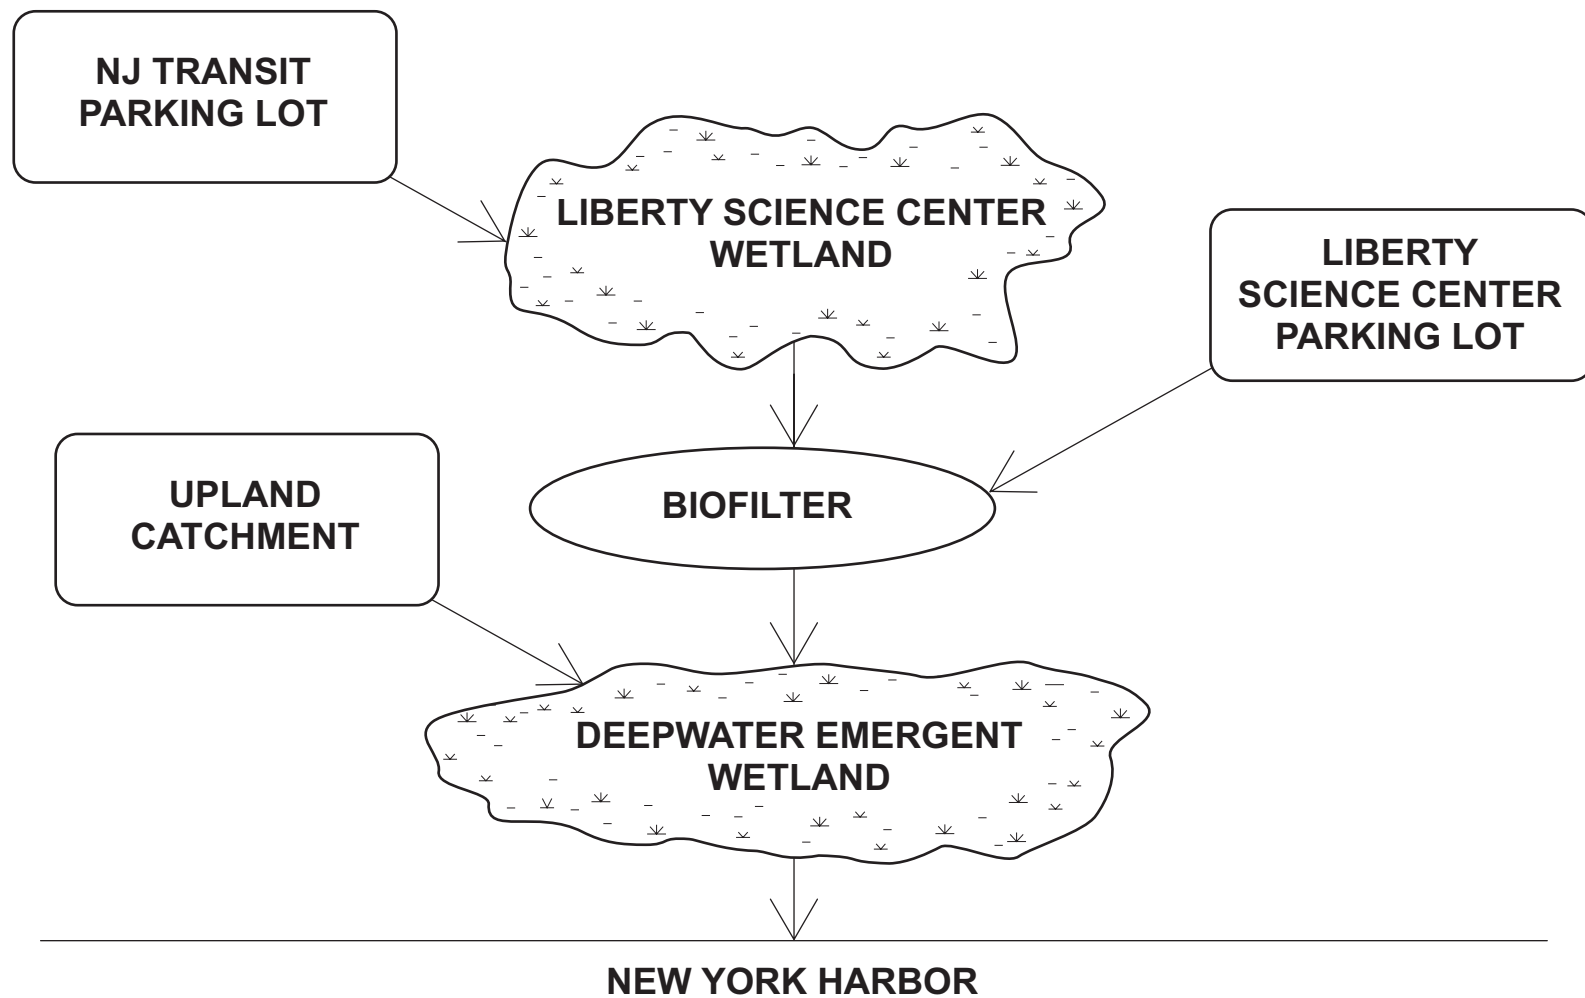 NJ TRANSIT
PARKING LOT
LIBERTY SCIENCE CENTER
WETLAND
LIBERTY
SCIENCE CENTER
PARKING LOT
BIOFILTER
UPLAND
CATCHMENT
DEEPWATER EMERGENT
WETLAND
NEW YORK HARBOR